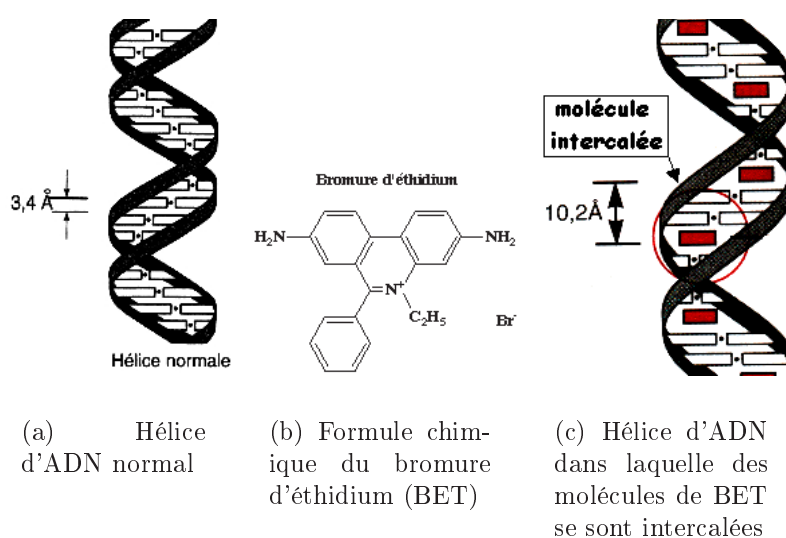 3,4 Å
Hélice normale
Bromure d'éthidium
H₂N
NH₂
N⁺
C₂H₅
Br⁻
molécule
intercalée
10,2Å
(a) Hélice
d'ADN normal
(b) Formule chim-
ique du bromure
d'éthidium (BET)
(c) Hélice d'ADN
dans laquelle des
molécules de BET
se sont intercalées